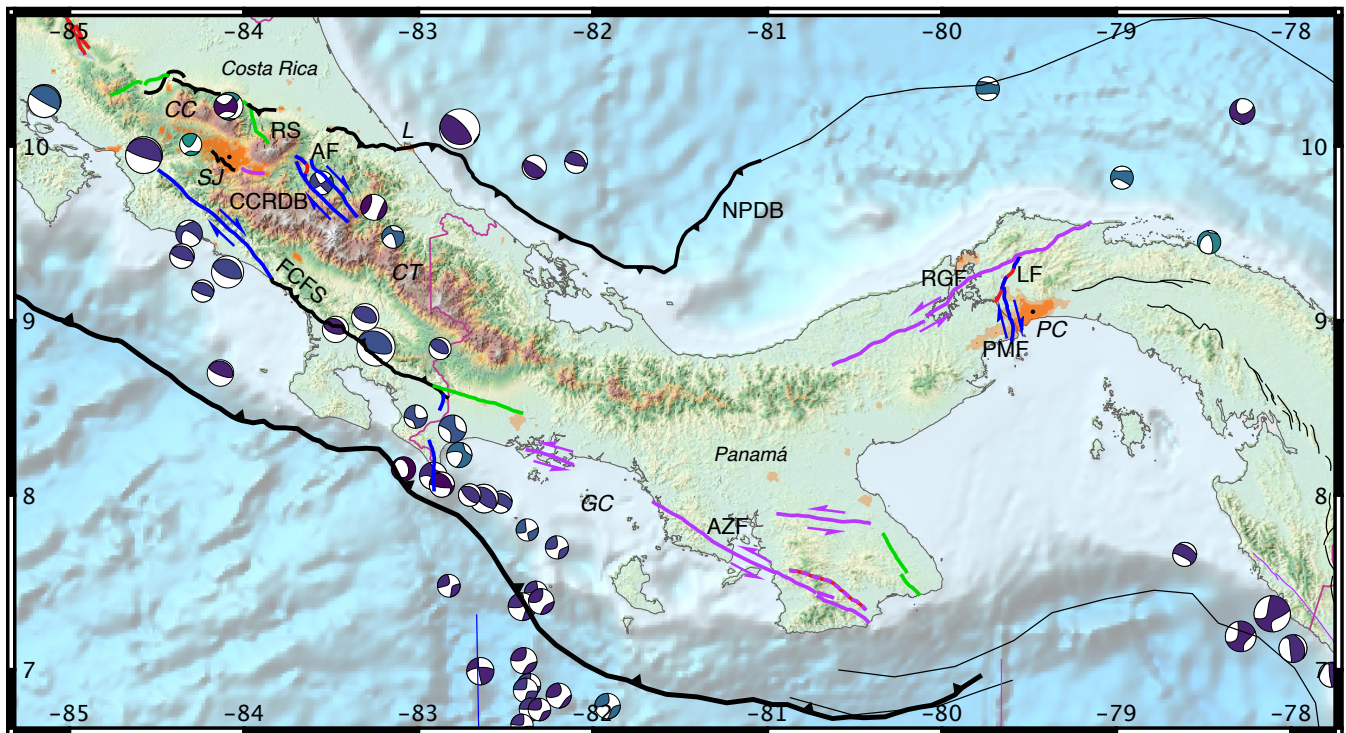 −85 −84 −83 −82 −81 −80 −79 −78
Costa Rica
CC
RS
L
10 10
AF
SJ
CCRDB
NPDB
CT
FCFS
RGF
LF
9 9
PC
PMF
Panamá
8 8
GC
AZF
7 7
−85 −84 −83 −82 −81 −80 −79 −78